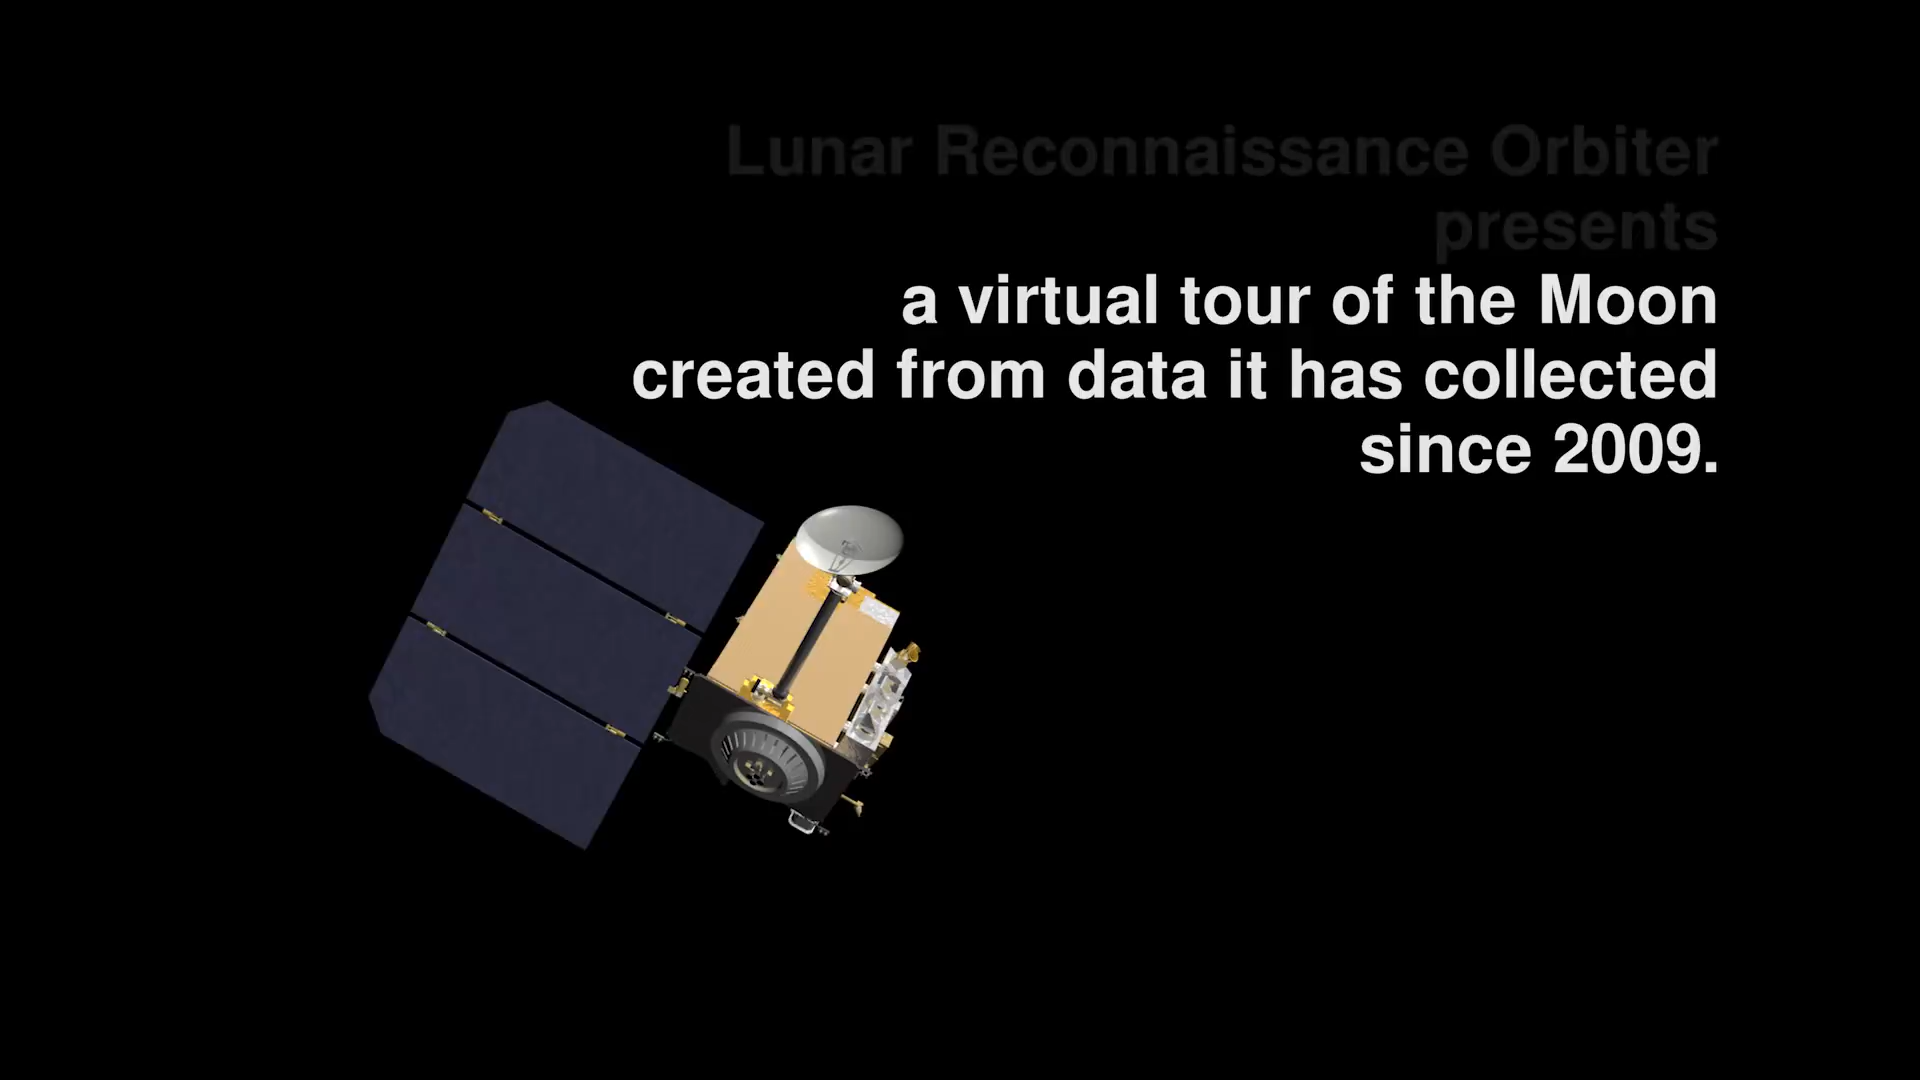 Lunar Reconnaissance Orbiter
presents
a virtual tour of the Moon
created from data it has collected
since 2009.